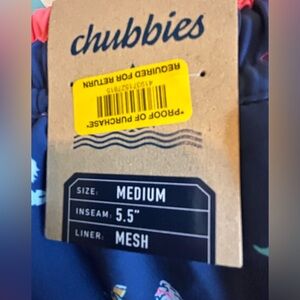 chubbies
REQUIRED FOR RETURN
"PROOF OF PURCHASE"
SIZE: MEDIUM
INSEAM: 5.5"
LINER: MESH